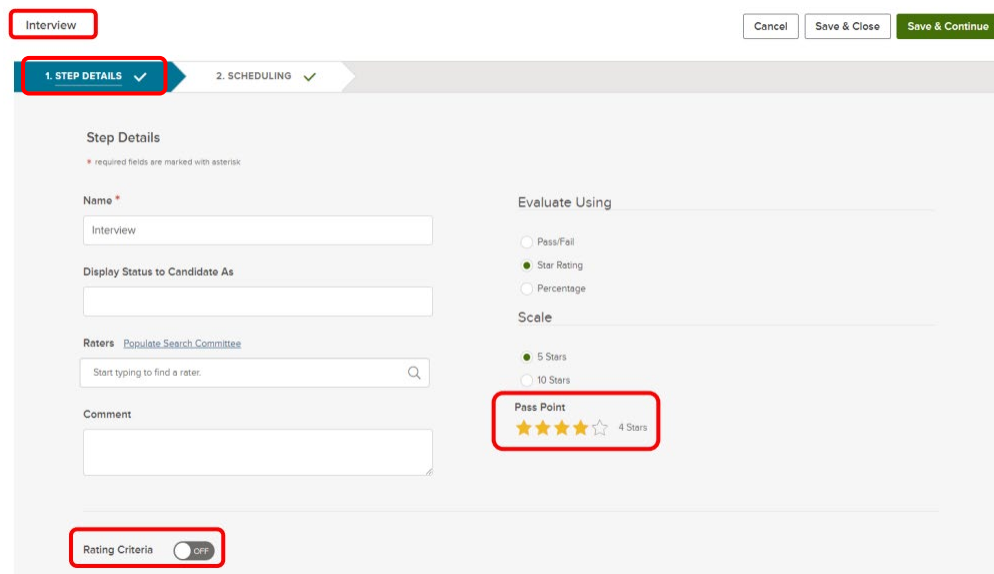 Interview
Cancel
Save & Close
Save & Continue
1. STEP DETAILS
2. SCHEDULING
Step Details
* required fields are marked with asterisk
Name *
Interview
Display Status to Candidate As
Raters Populate Search Committee
Start typing to find a rater.
Comment
Evaluate Using
Pass/Fail
Star Rating
Percentage
Scale
5 Stars
10 Stars
Pass Point
4 Stars
Rating Criteria OFF